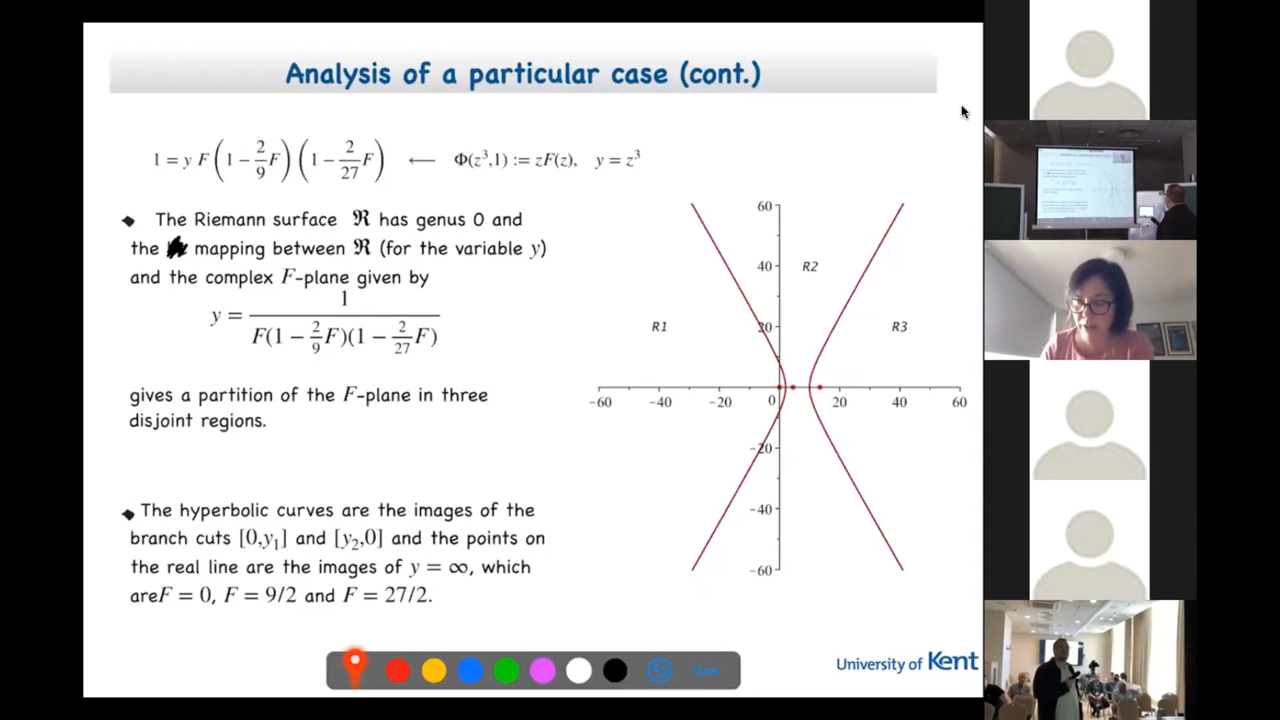 Analysis of a particular case (cont.)
1 = y F(1 − 2/9 F)(1 − 2/27 F) ⟵ Φ(z³,1) := zF(z), y = z³
The Riemann surface ℜ has genus 0 and
the mapping between ℜ (for the variable y)
and the complex F-plane given by
y = 1 / F(1 − 2/9 F)(1 − 2/27 F)
gives a partition of the F-plane in three
disjoint regions.
The hyperbolic curves are the images of the
branch cuts [0,y₁] and [y₂,0] and the points on
the real line are the images of y = ∞, which
areF = 0, F = 9/2 and F = 27/2.
60
40
R2
20
R1
R3
-60 -40 -20 0 20 40 60
-20
-40
-60
Done
University of Kent